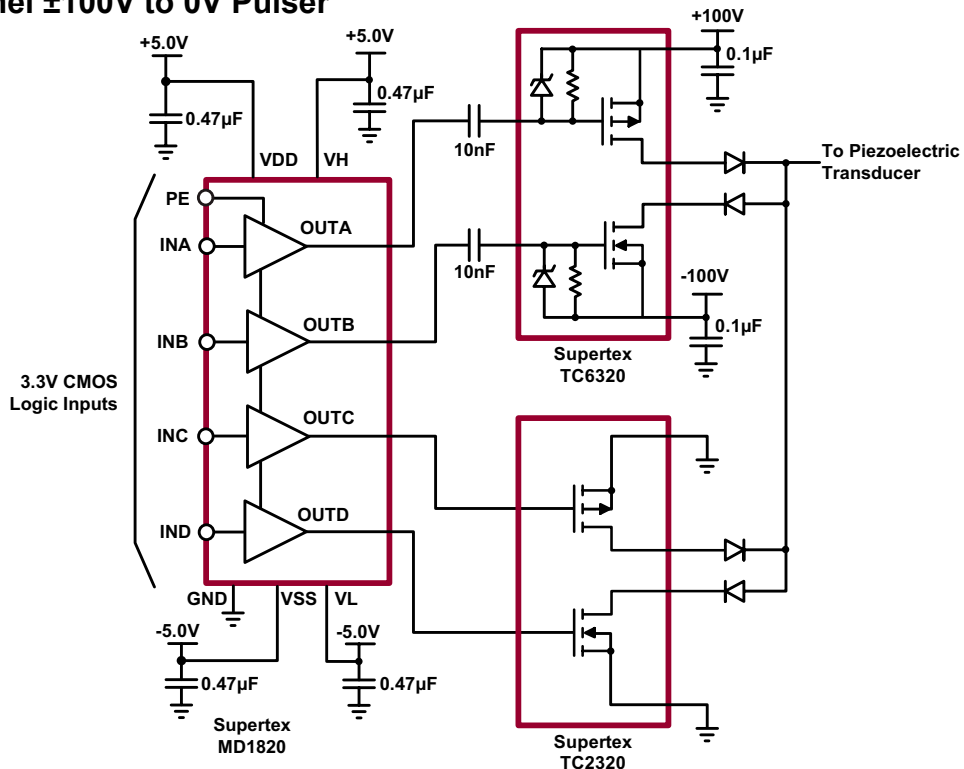 nel ±100V to 0V Pulser
+5.0V
+5.0V
+100V
0.1µF
0.47µF
0.47µF
10nF
To Piezoelectric
Transducer
VDD
VH
PE
OUTA
INA
10nF
-100V
OUTB
INB
0.1µF
Supertex
TC6320
3.3V CMOS
Logic Inputs
OUTC
INC
OUTD
IND
GND
VSS
VL
-5.0V
-5.0V
0.47µF
0.47µF
Supertex
MD1820
Supertex
TC2320